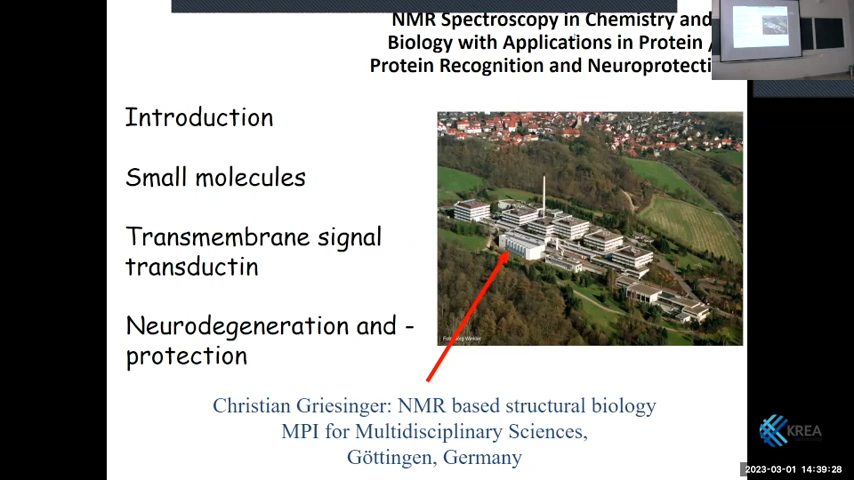 NMR Spectroscopy in Chemistry and
Biology with Applications in Protein /
Protein Recognition and Neuroprotecti
Introduction
Small molecules
Transmembrane signal
transductin
Neurodegeneration and -
protection
Christian Griesinger: NMR based structural biology
MPI for Multidisciplinary Sciences,
Göttingen, Germany
KREA
2023-03-01 14:39:28